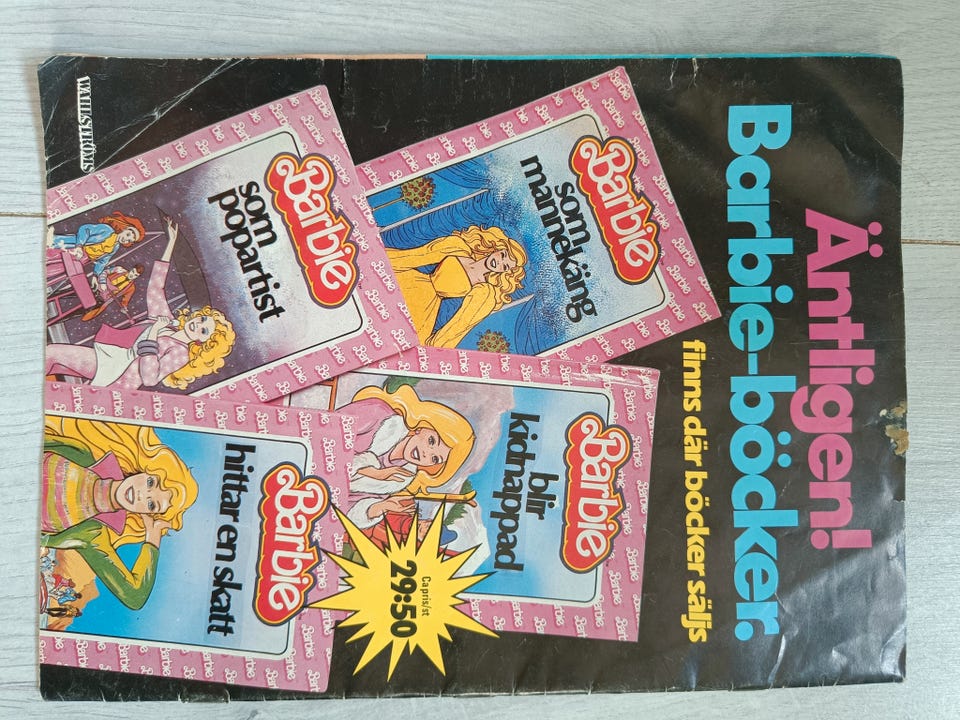 Äntligen!
Barbie-böcker.
finns där böcker säljs
Barbie
som
mannekäng
Barbie
blir
kidnappad
Barbie
som
popartist
Barbie
hittar en skatt
Capris/st
29:50
WAHLSTRÖMS